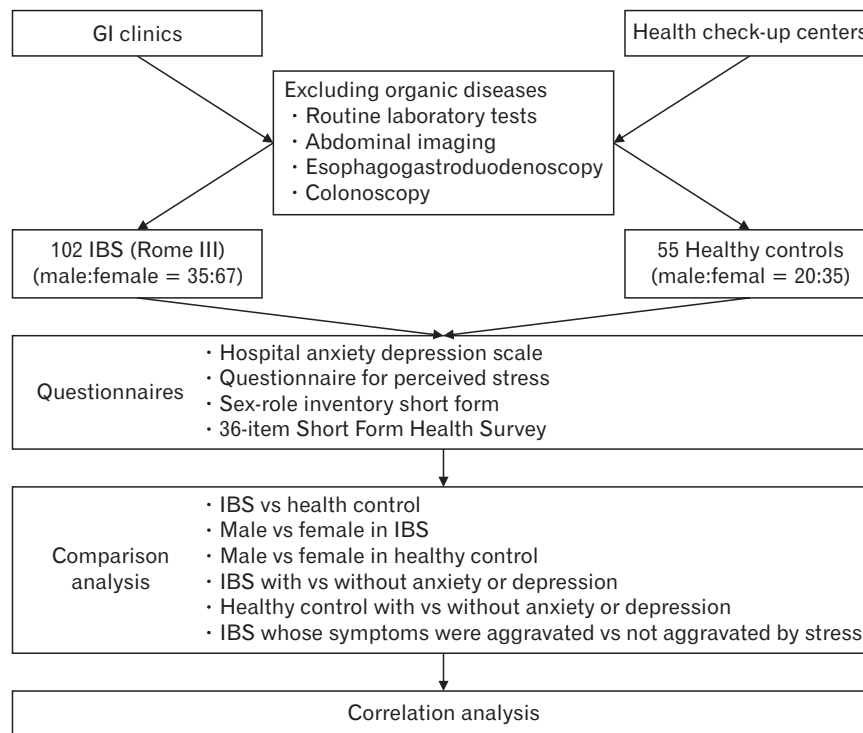 GI clinics
Health check-up centers
Excluding organic diseases
· Routine laboratory tests
· Abdominal imaging
· Esophagogastroduodenoscopy
· Colonoscopy
102 IBS (Rome III)
(male:female = 35:67)
55 Healthy controls
(male:femal = 20:35)
Questionnaires
· Hospital anxiety depression scale
· Questionnaire for perceived stress
· Sex-role inventory short form
· 36-item Short Form Health Survey
Comparison
analysis
· IBS vs health control
· Male vs female in IBS
· Male vs female in healthy control
· IBS with vs without anxiety or depression
· Healthy control with vs without anxiety or depression
· IBS whose symptoms were aggravated vs not aggravated by stress
Correlation analysis